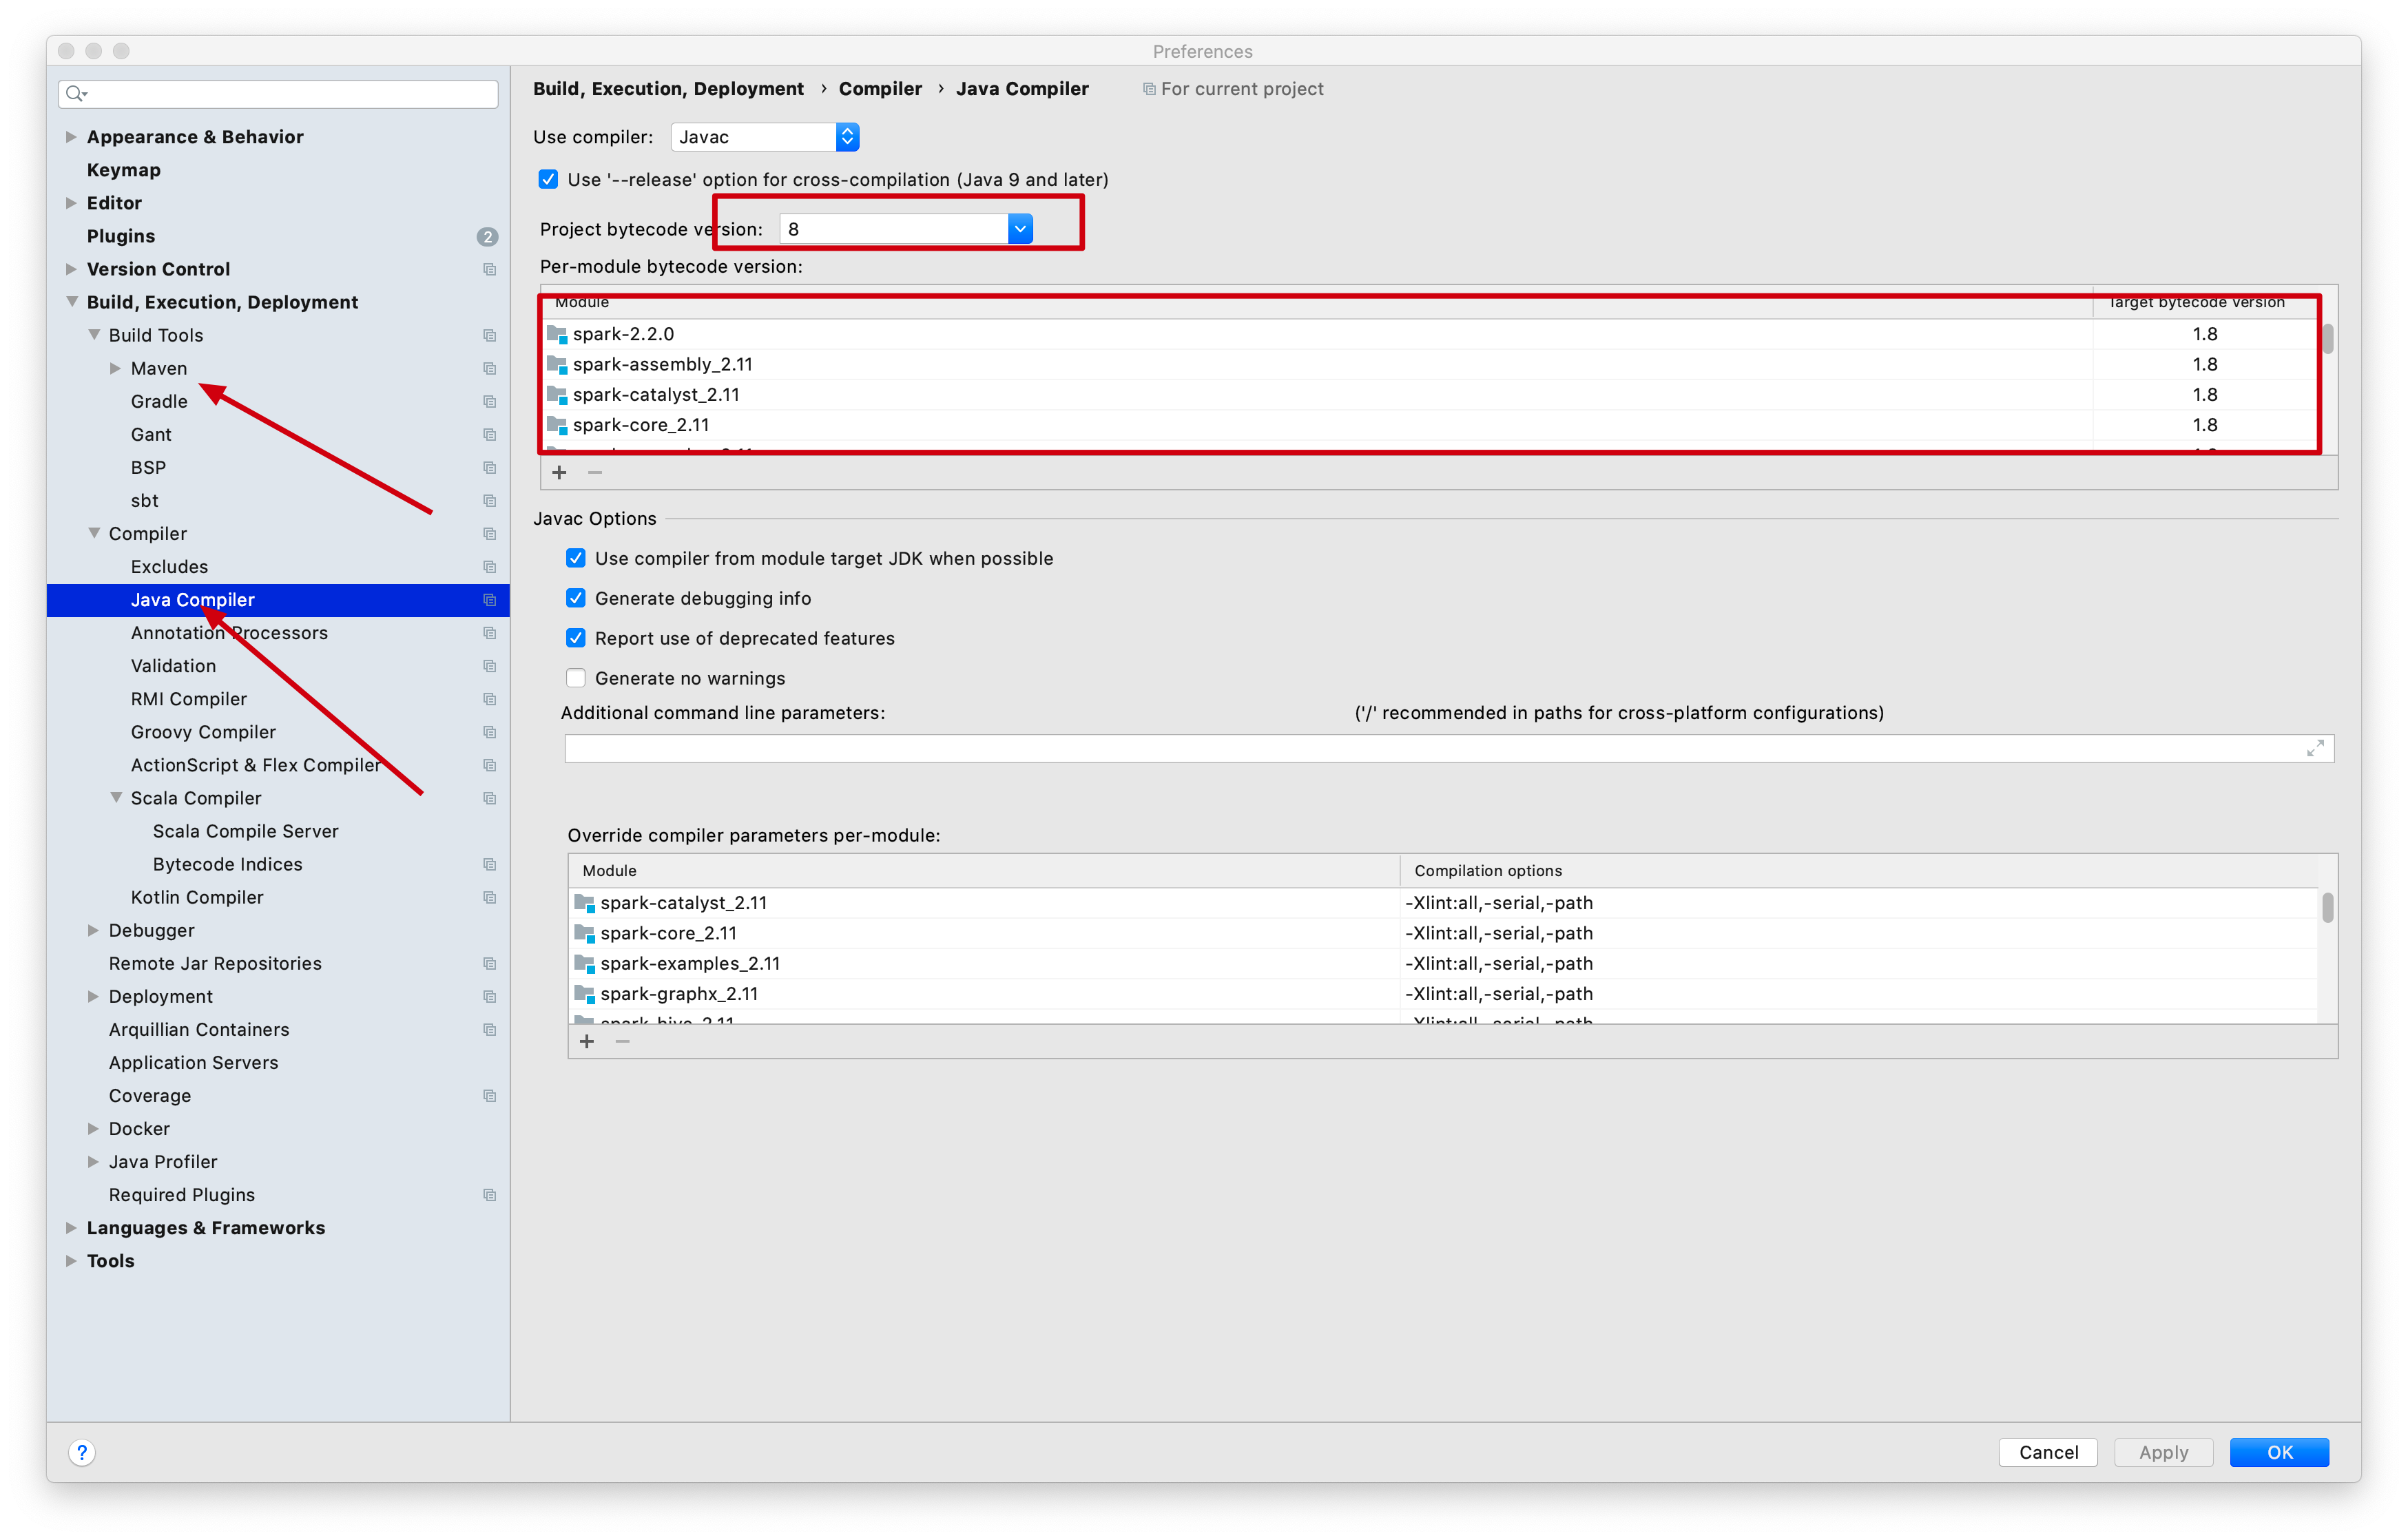 Preferences
Appearance & Behavior
Keymap
Editor
Plugins 2
Version Control
Build, Execution, Deployment
Build Tools
Maven
Gradle
Gant
BSP
sbt
Compiler
Excludes
Java Compiler
Annotation Processors
Validation
RMI Compiler
Groovy Compiler
ActionScript & Flex Compiler
Scala Compiler
Scala Compile Server
Bytecode Indices
Kotlin Compiler
Debugger
Remote Jar Repositories
Deployment
Arquillian Containers
Application Servers
Coverage
Docker
Java Profiler
Required Plugins
Languages & Frameworks
Tools
Build, Execution, Deployment › Compiler › Java Compiler For current project
Use compiler: Javac
Use '--release' option for cross-compilation (Java 9 and later)
Project bytecode version: 8
Per-module bytecode version:
Module Target bytecode version
spark-2.2.0 1.8
spark-assembly_2.11 1.8
spark-catalyst_2.11 1.8
spark-core_2.11 1.8
Javac Options
Use compiler from module target JDK when possible
Generate debugging info
Report use of deprecated features
Generate no warnings
Additional command line parameters: ('/' recommended in paths for cross-platform configurations)
Override compiler parameters per-module:
Module Compilation options
spark-catalyst_2.11 -Xlint:all,-serial,-path
spark-core_2.11 -Xlint:all,-serial,-path
spark-examples_2.11 -Xlint:all,-serial,-path
spark-graphx_2.11 -Xlint:all,-serial,-path
spark-hive_2.11 -Xlint:all,-serial,-path
? Cancel Apply OK